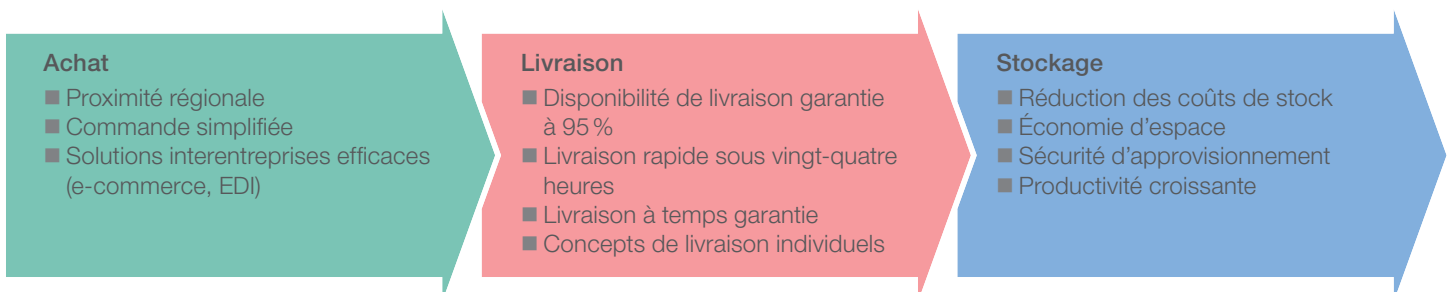 Achat
■ Proximité régionale
■ Commande simplifiée
■ Solutions interentreprises efficaces
(e-commerce, EDI)
Livraison
■ Disponibilité de livraison garantie
à 95 %
■ Livraison rapide sous vingt-quatre
heures
■ Livraison à temps garantie
■ Concepts de livraison individuels
Stockage
■ Réduction des coûts de stock
■ Économie d’espace
■ Sécurité d’approvisionnement
■ Productivité croissante